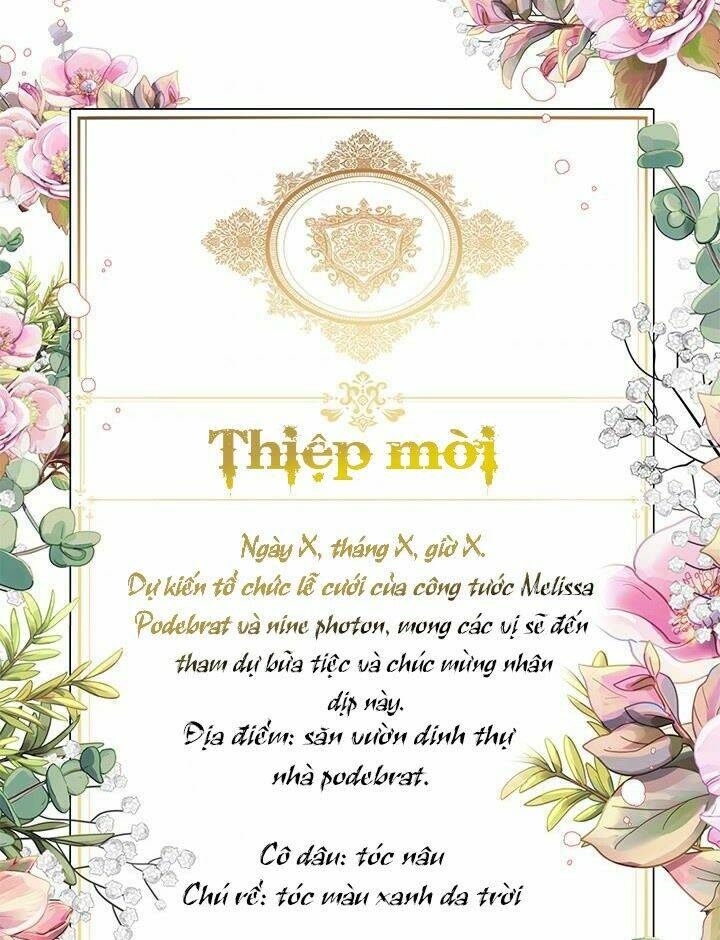 Thiệp mời
Ngày X, tháng X, giờ X.
Dự kiến tổ chức lễ cưới của công tước Melissa
Podebrat và nine photon, mong các vị sẽ đến
tham dự bữa tiệc và chúc mừng nhân
dịp này.
Địa điểm: săn vườn dinh thự
nhà podebrat.
Cô dâu: tóc nâu
Chú rể: tóc màu xanh da trời